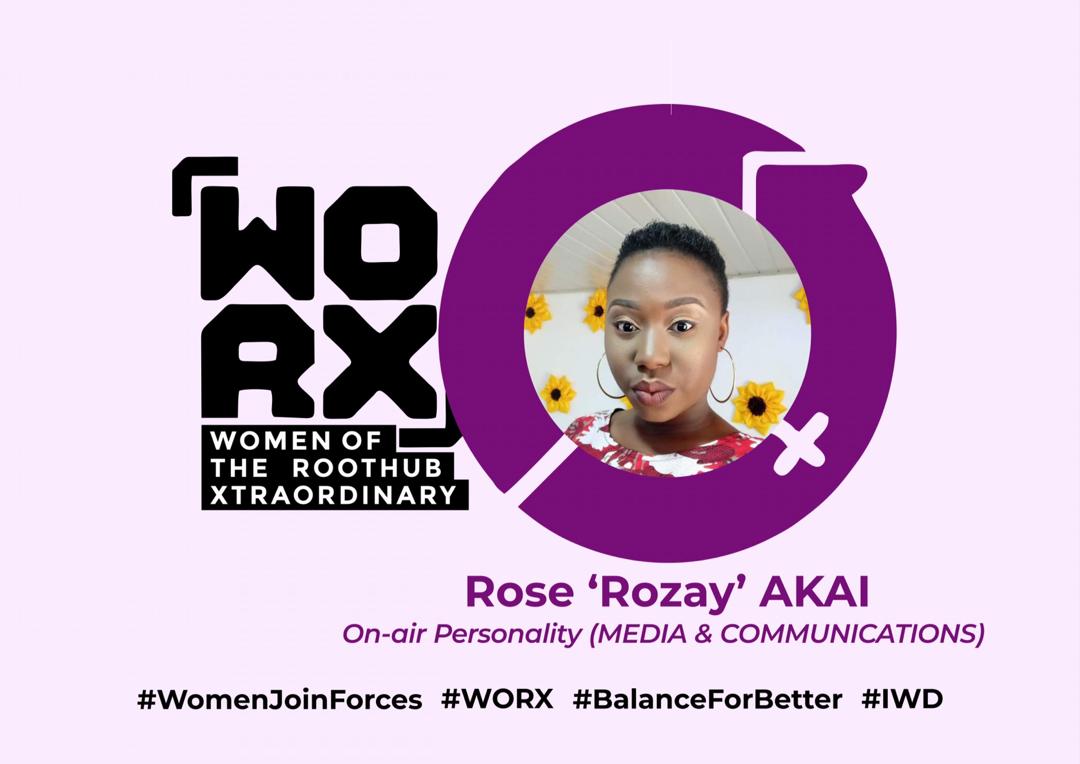 WO
RX
WOMEN OF
THE ROOTHUB
XTRAORDINARY
Rose ‘Rozay’ AKAI
On-air Personality (MEDIA & COMMUNICATIONS)
#WomenJoinForces #WORX #BalanceForBetter #IWD